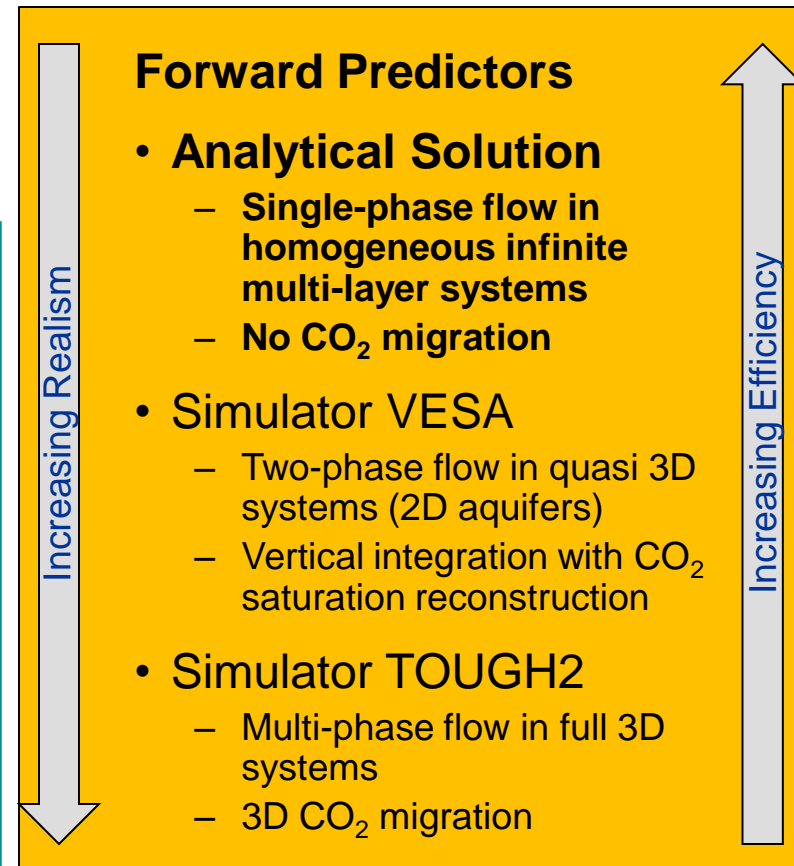 Forward Predictors
• Analytical Solution
– Single-phase flow in
homogeneous infinite
multi-layer systems
– No CO₂ migration
• Simulator VESA
– Two-phase flow in quasi 3D
systems (2D aquifers)
– Vertical integration with CO₂
saturation reconstruction
• Simulator TOUGH2
– Multi-phase flow in full 3D
systems
– 3D CO₂ migration
Increasing Realism
Increasing Efficiency